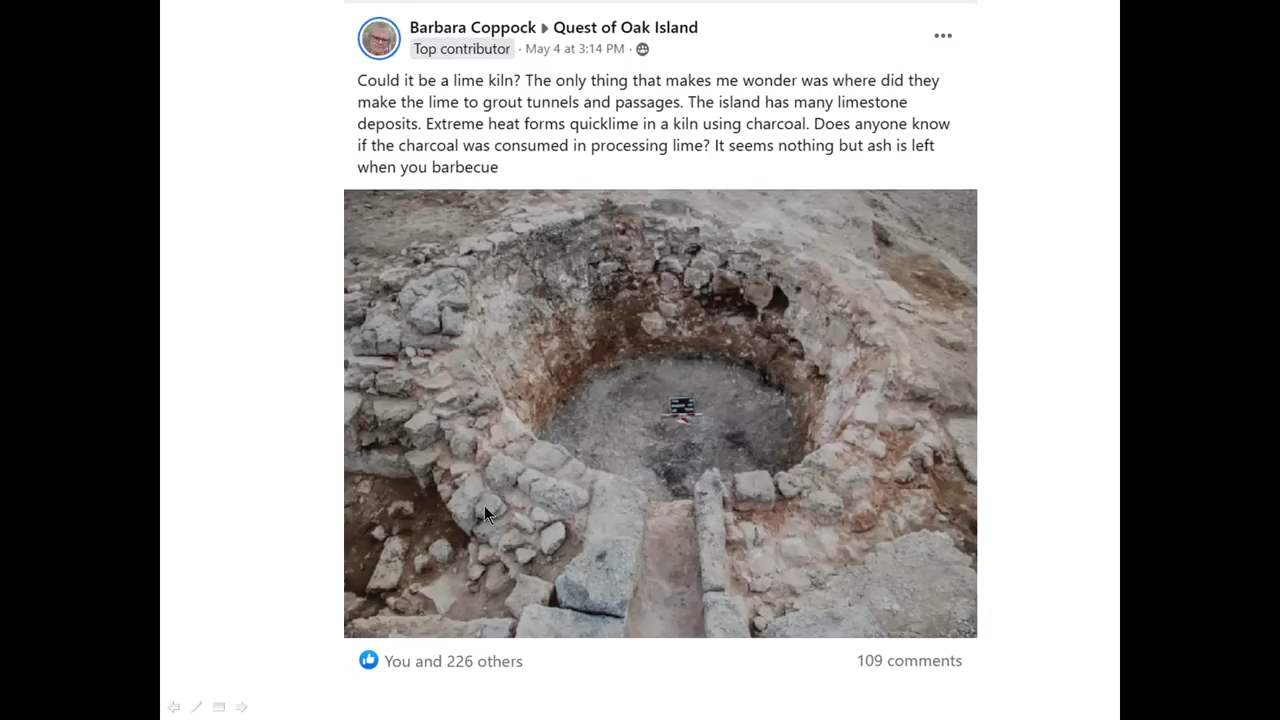 Barbara Coppock Quest of Oak Island
Top contributor · May 4 at 3:14 PM ·
Could it be a lime kiln? The only thing that makes me wonder was where did they
make the lime to grout tunnels and passages. The island has many limestone
deposits. Extreme heat forms quicklime in a kiln using charcoal. Does anyone know
if the charcoal was consumed in processing lime? It seems nothing but ash is left
when you barbecue
You and 226 others
109 comments